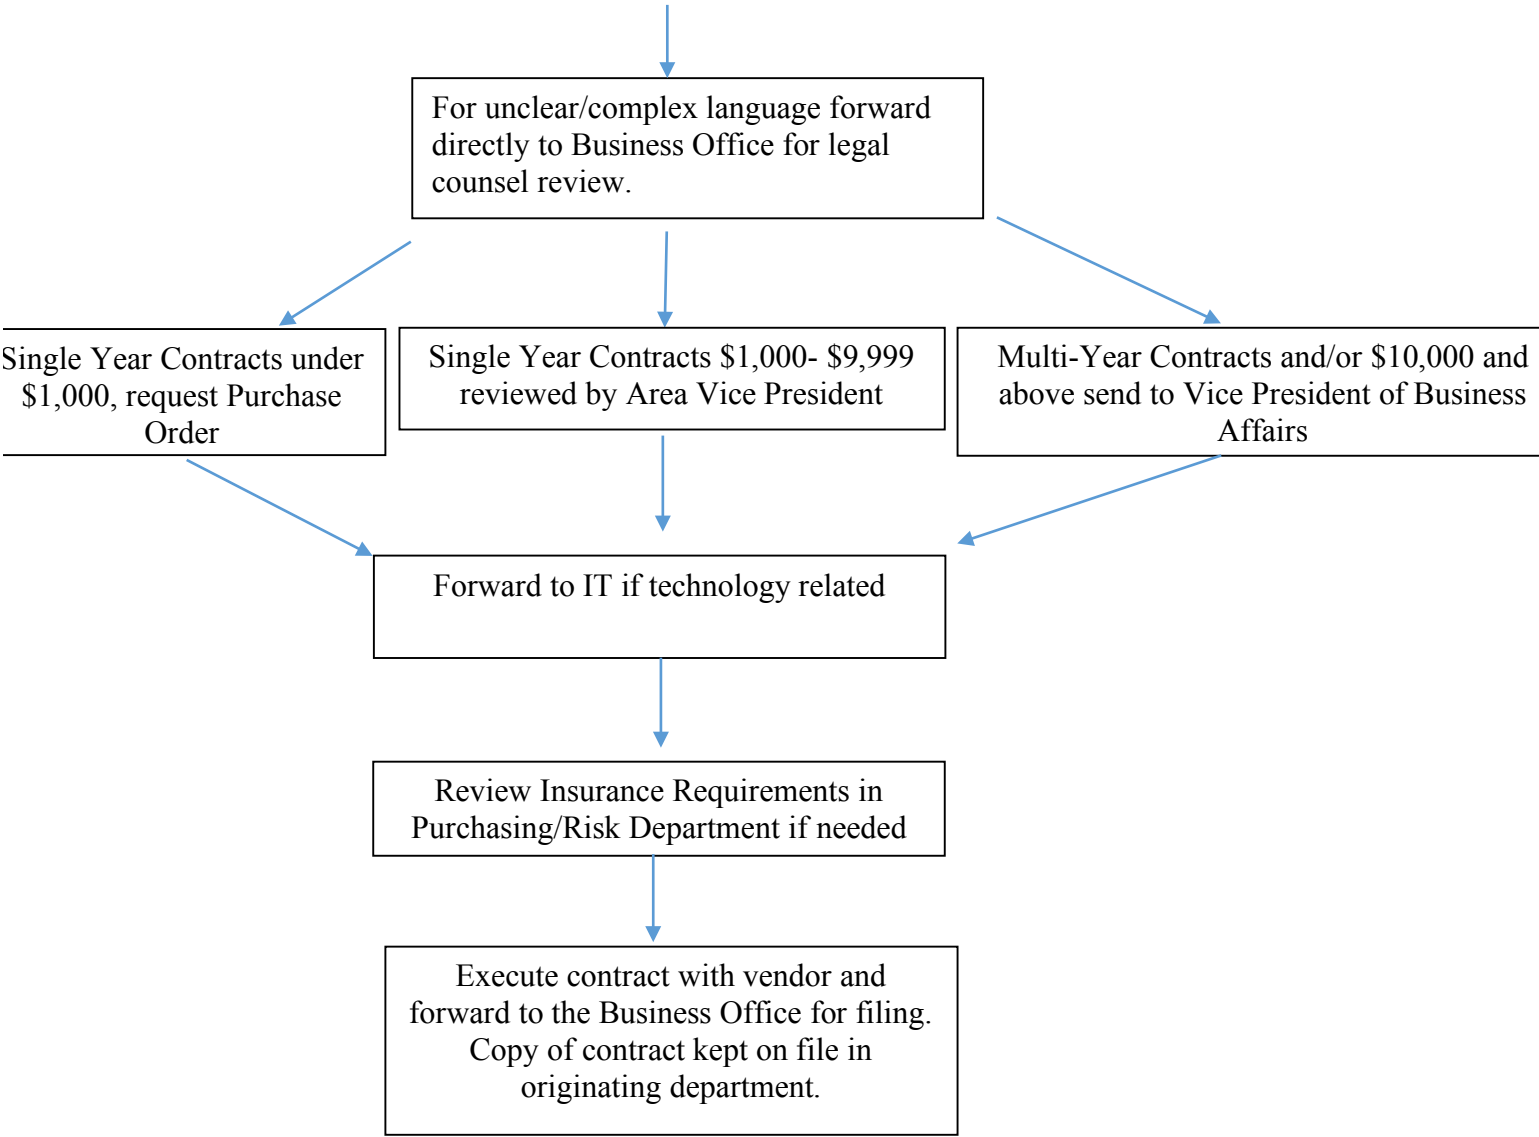 For unclear/complex language forward
directly to Business Office for legal
counsel review.
Single Year Contracts under
$1,000, request Purchase
Order
Single Year Contracts $1,000- $9,999
reviewed by Area Vice President
Multi-Year Contracts and/or $10,000 and
above send to Vice President of Business
Affairs
Forward to IT if technology related
Review Insurance Requirements in
Purchasing/Risk Department if needed
Execute contract with vendor and
forward to the Business Office for filing.
Copy of contract kept on file in
originating department.